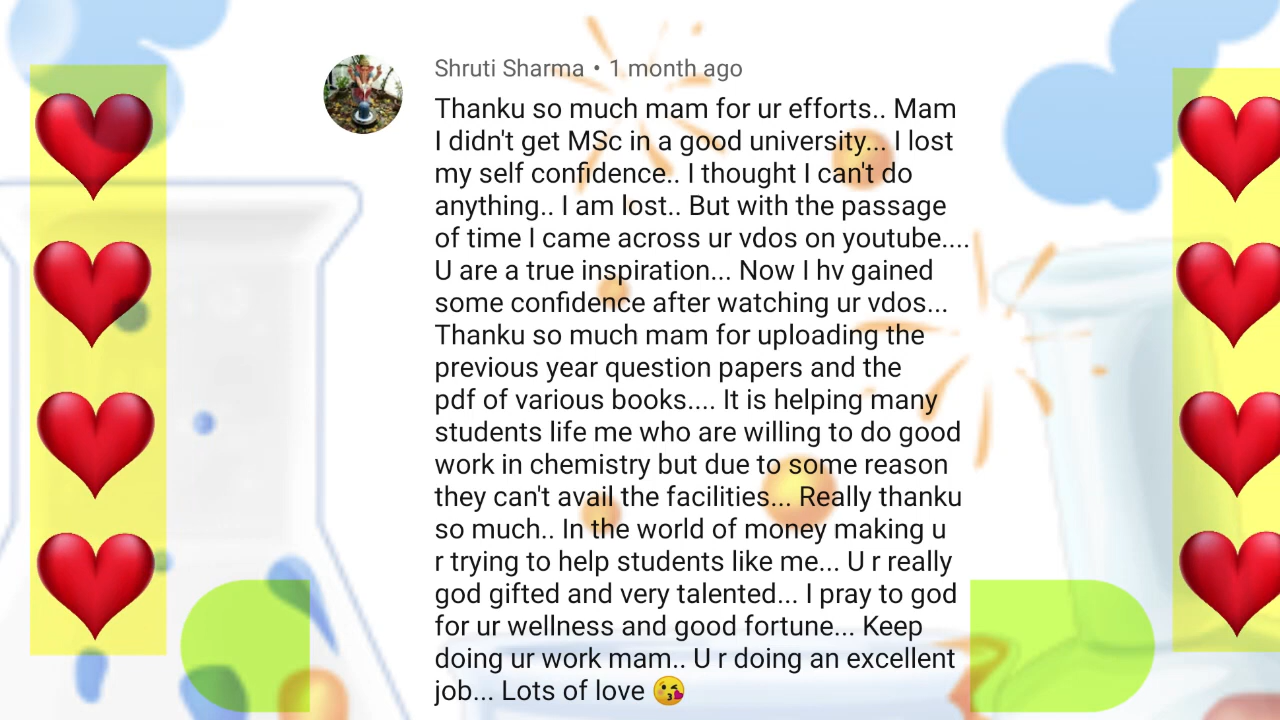 Shruti Sharma • 1 month ago
Thanku so much mam for ur efforts.. Mam
I didn't get MSc in a good university... I lost
my self confidence.. I thought I can't do
anything.. I am lost.. But with the passage
of time I came across ur vdos on youtube....
U are a true inspiration... Now I hv gained
some confidence after watching ur vdos...
Thanku so much mam for uploading the
previous year question papers and the
pdf of various books.... It is helping many
students life me who are willing to do good
work in chemistry but due to some reason
they can't avail the facilities... Really thanku
so much.. In the world of money making u
r trying to help students like me... U r really
god gifted and very talented... I pray to god
for ur wellness and good fortune... Keep
doing ur work mam.. U r doing an excellent
job... Lots of love 😘